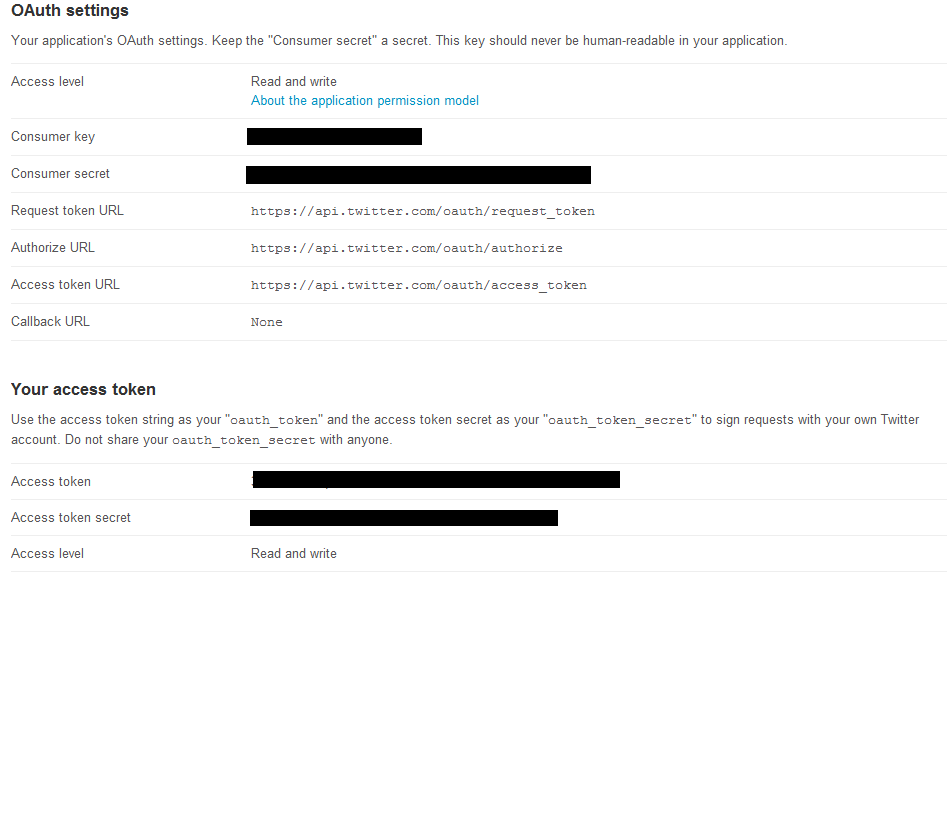 OAuth settings
Your application's OAuth settings. Keep the "Consumer secret" a secret. This key should never be human-readable in your application.
Access level Read and write
About the application permission model
Consumer key
Consumer secret
Request token URL https://api.twitter.com/oauth/request_token
Authorize URL https://api.twitter.com/oauth/authorize
Access token URL https://api.twitter.com/oauth/access_token
Callback URL None
Your access token
Use the access token string as your "oauth_token" and the access token secret as your "oauth_token_secret" to sign requests with your own Twitter
account. Do not share your oauth_token_secret with anyone.
Access token
Access token secret
Access level Read and write